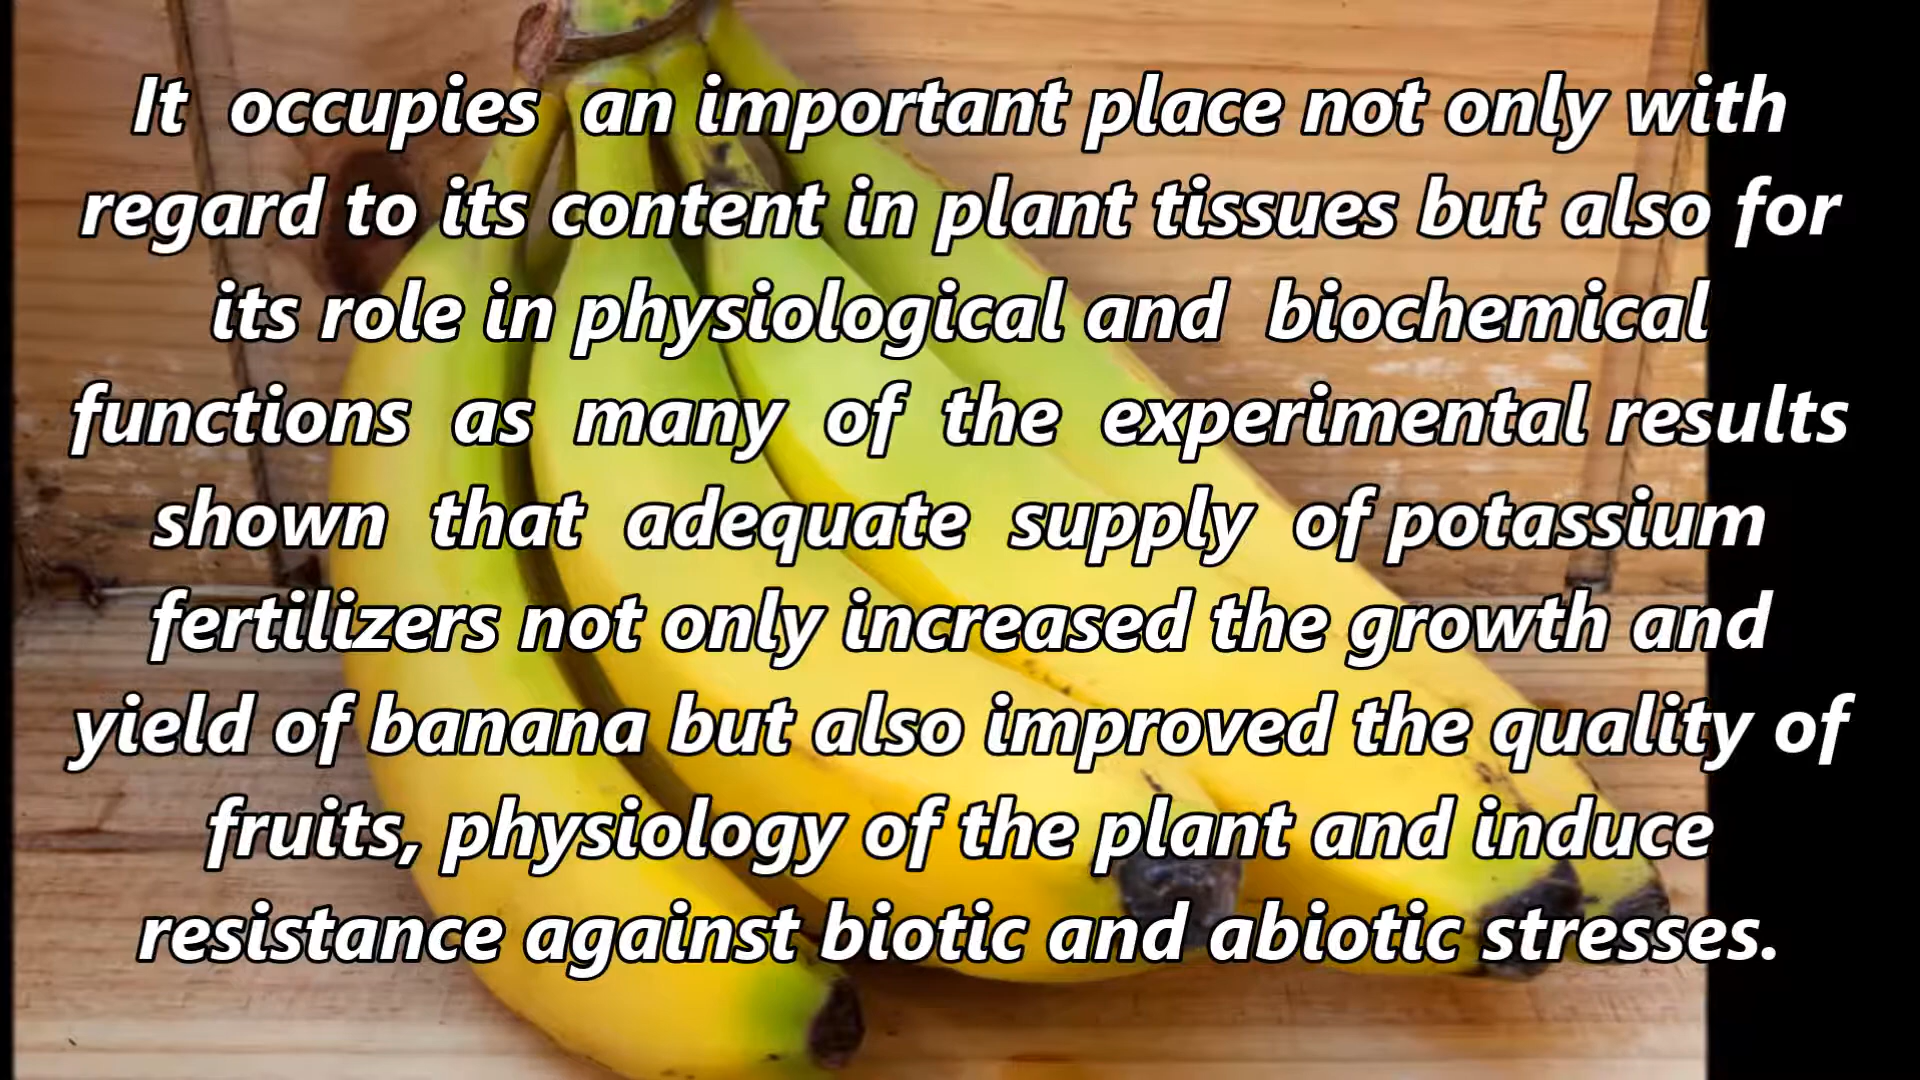 It occupies an important place not only with
regard to its content in plant tissues but also for
its role in physiological and biochemical
functions as many of the experimental results
shown that adequate supply of potassium
fertilizers not only increased the growth and
yield of banana but also improved the quality of
fruits, physiology of the plant and induce
resistance against biotic and abiotic stresses.